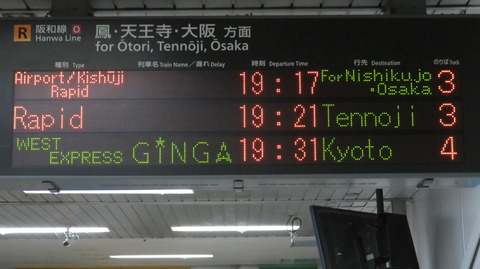 R 阪和線 O 鳳・天王寺・大阪 方面
Hanwa Line for Ōtori, Tennōji, Ōsaka
種別 Type 列車名 Train Name／遅れ Delay 時刻 Departure Time 行先 Destination のりば Track
Airport/Kishūji Rapid 19:17 For Nishikujo・Osaka 3
Rapid 19:21 Tennoji 3
WEST EXPRESS GINGA 19:31 Kyoto 4